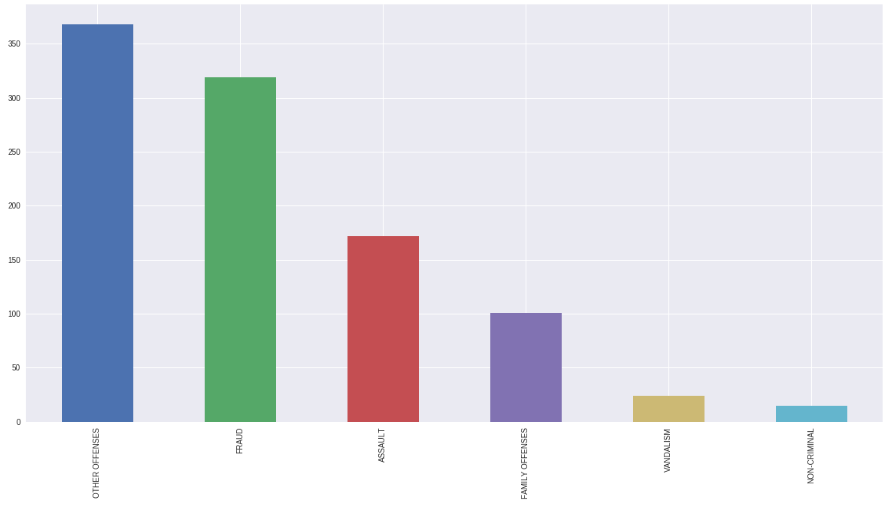 350
300
250
200
150
100
50
0
OTHER OFFENSES
FRAUD
ASSAULT
FAMILY OFFENSES
VANDALISM
NON-CRIMINAL